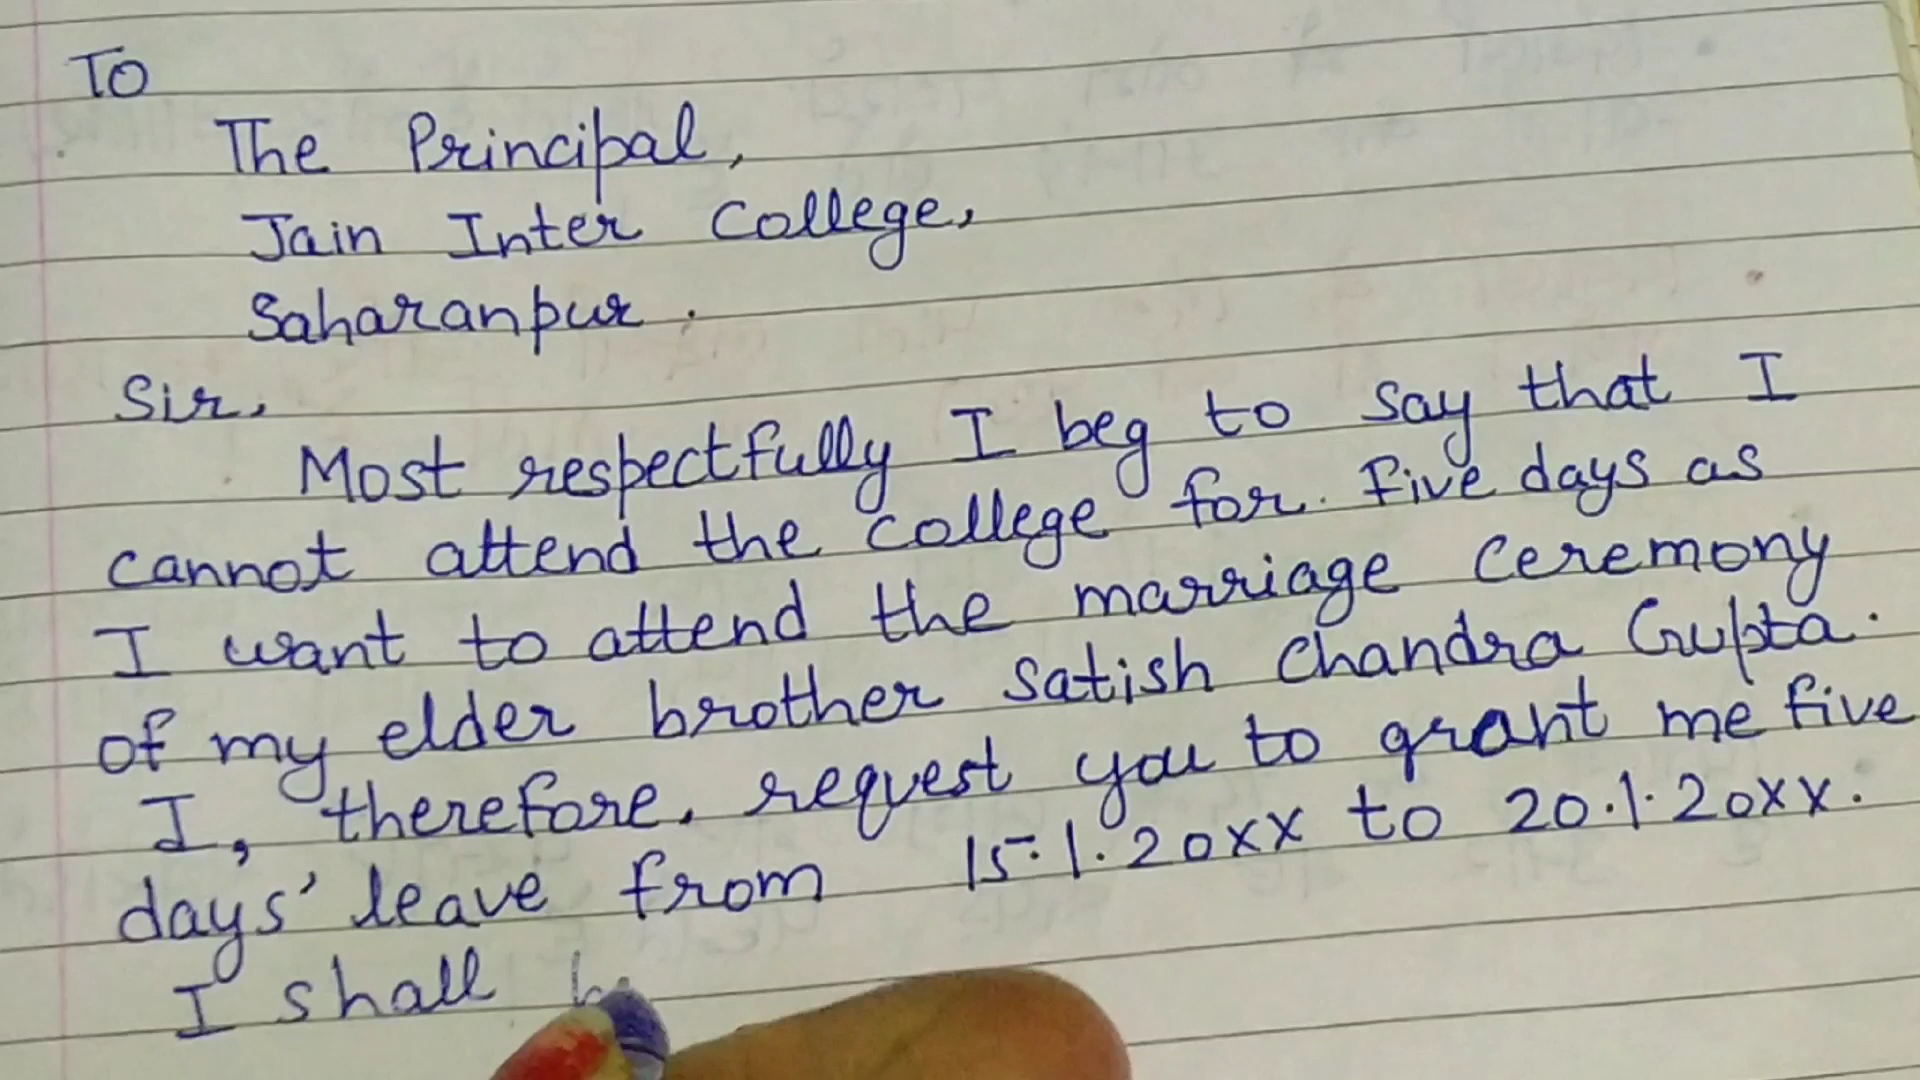 To
The Principal,
Jain Inter College,
Saharanpur.
Sir,
Most respectfully I beg to say that I
cannot attend the college for five days as
I want to attend the marriage ceremony
of my elder brother Satish Chandra Gupta.
I, therefore, request you to grant me five
days' leave from 15.1.20XX to 20.1.20XX.
I shall